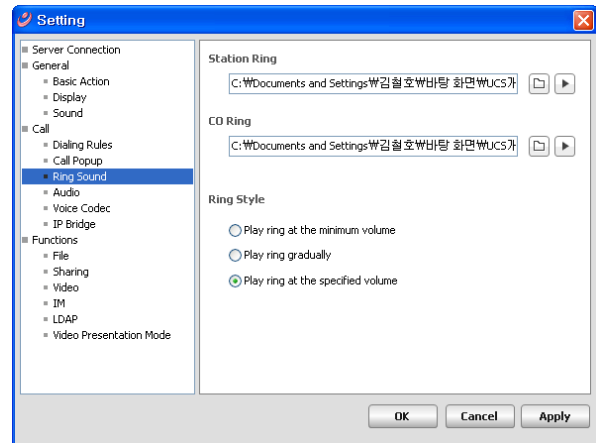 Setting
Server Connection
General
Basic Action
Display
Sound
Call
Dialing Rules
Call Popup
Ring Sound
Audio
Voice Codec
IP Bridge
Functions
File
Sharing
Video
IM
LDAP
Video Presentation Mode
Station Ring
C:₩Documents and Settings₩김철호₩바탕 화면₩UCS가
CO Ring
C:₩Documents and Settings₩김철호₩바탕 화면₩UCS가
Ring Style
Play ring at the minimum volume
Play ring gradually
Play ring at the specified volume
OK
Cancel
Apply